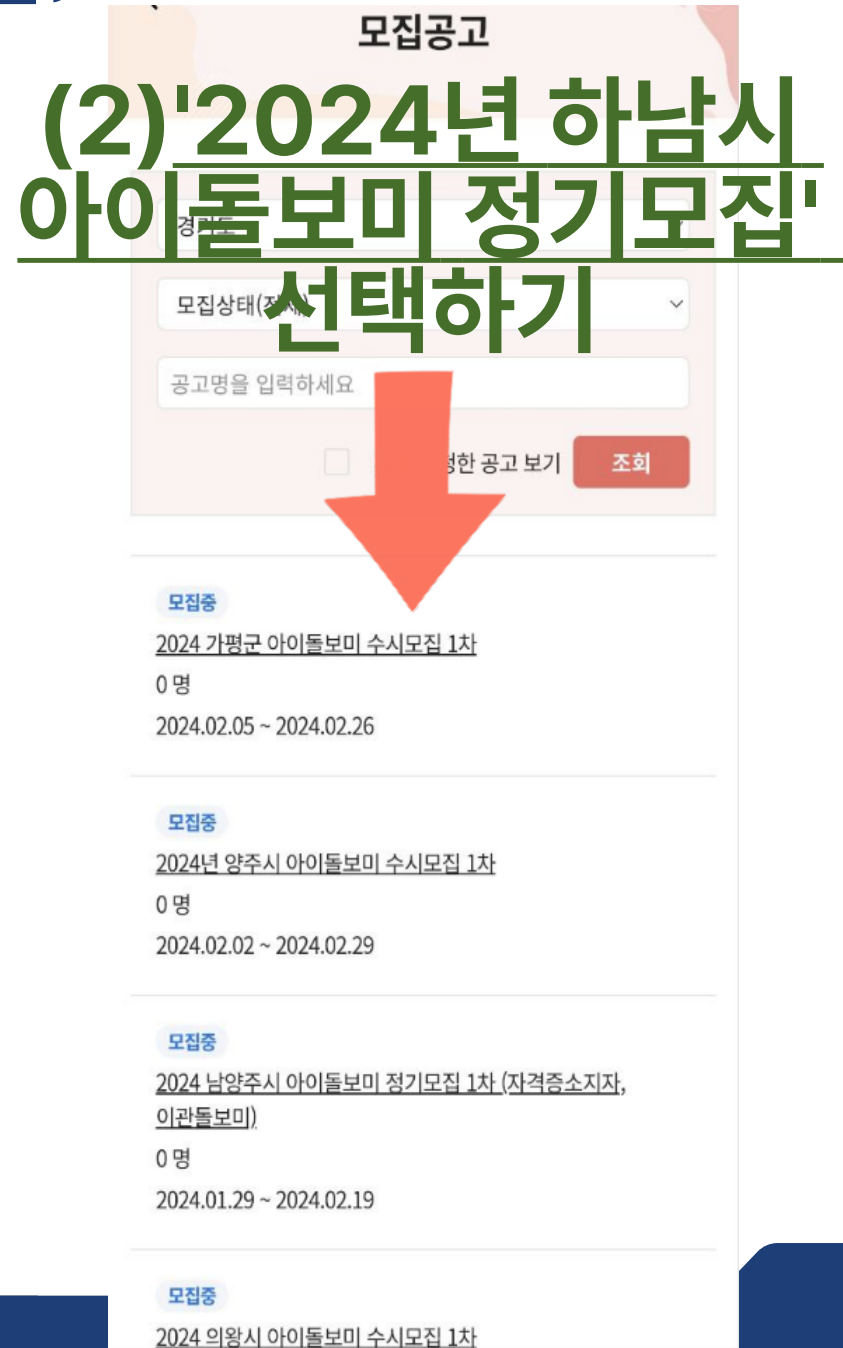 모집공고
(2)'2024년 하남시
아이돌보미 정기모집'
선택하기
경기도
모집상태(전체)
공고명을 입력하세요
한 공고 보기
조회
모집중
2024 가평군 아이돌보미 수시모집 1차
0 명
2024.02.05 ~ 2024.02.26
모집중
2024년 양주시 아이돌보미 수시모집 1차
0 명
2024.02.02 ~ 2024.02.29
모집중
2024 남양주시 아이돌보미 정기모집 1차 (자격증소지자,
이관돌보미)
0 명
2024.01.29 ~ 2024.02.19
모집중
2024 의왕시 아이돌보미 수시모집 1차